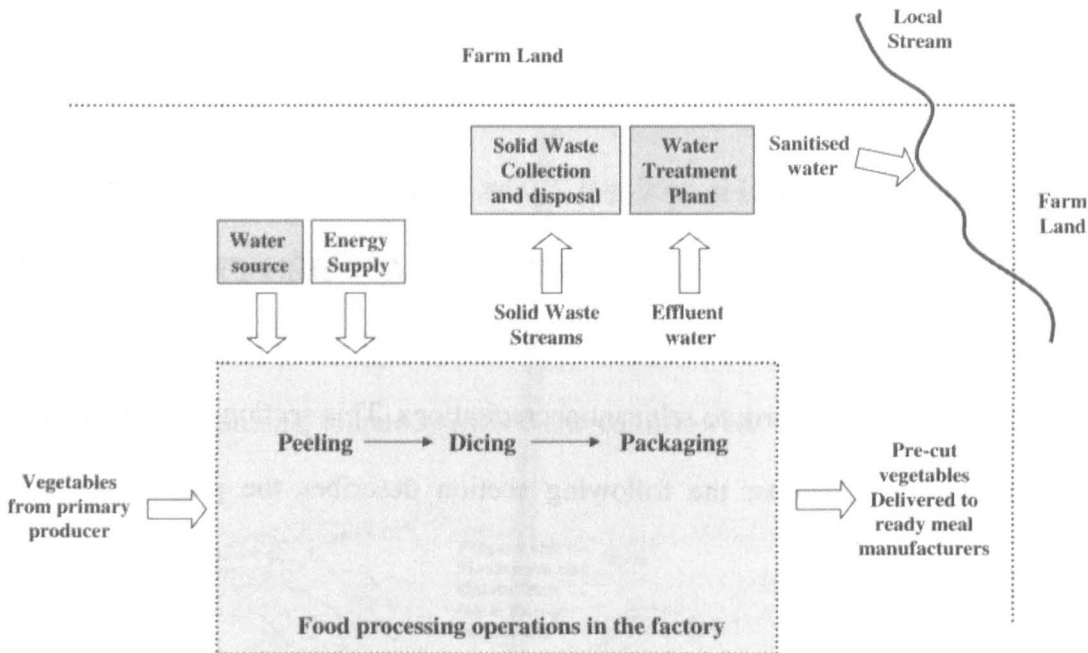 Local
Stream
Farm Land
Solid Waste
Collection
and disposal
Water
Treatment
Plant
Sanitised
water
Farm
Land
Water
source
Energy
Supply
Solid Waste
Streams
Effluent
water
Peeling
Dicing
Packaging
Vegetables
from primary
producer
Pre-cut
vegetables
Delivered to
ready meal
manufacturers
Food processing operations in the factory